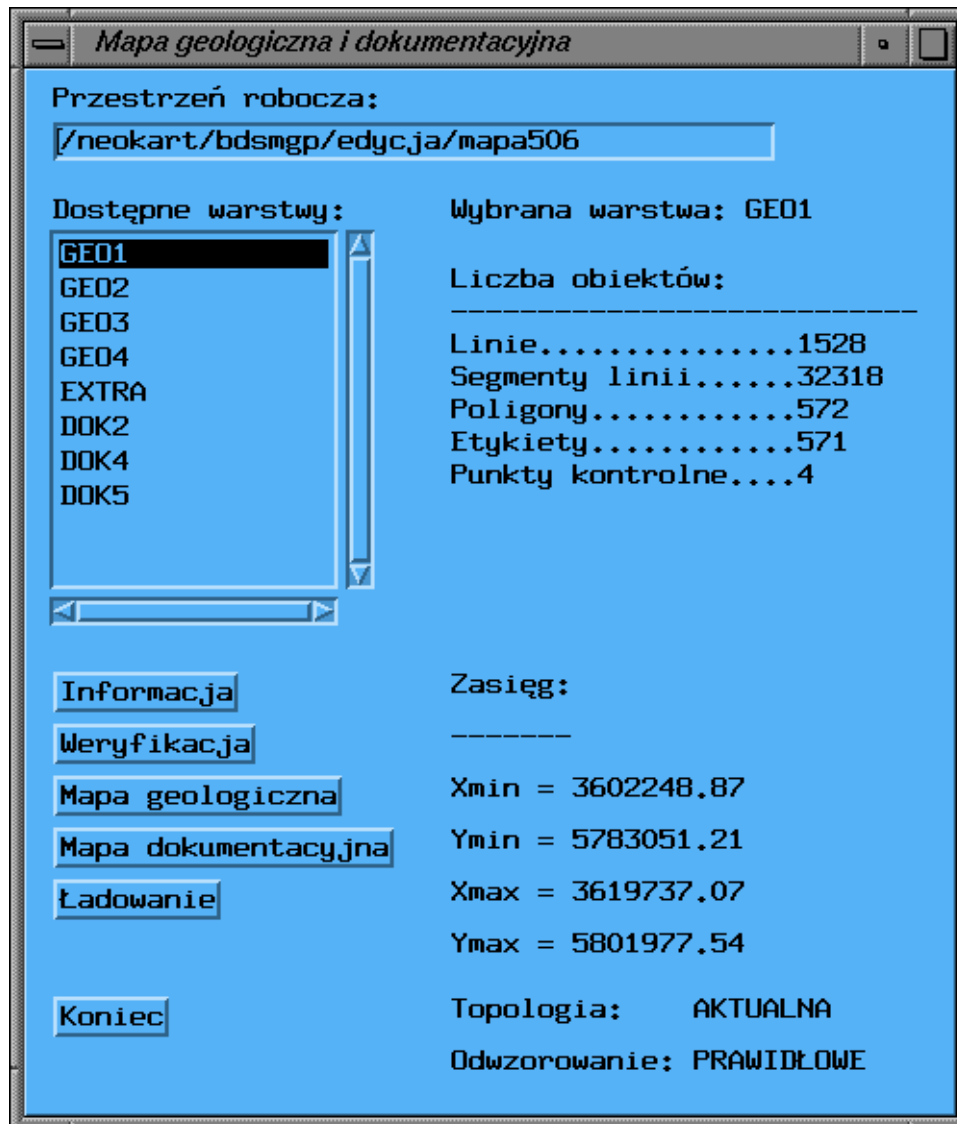 Mapa geologiczna i dokumentacyjna
Przestrzeń robocza:
/neokart/bdsmgp/edycja/mapa506
Dostępne warstwy:
GEO1
GEO2
GEO3
GEO4
EXTRA
DOK2
DOK4
DOK5
Wybrana warstwa: GEO1
Liczba obiektów:
---------------------------
Linie...............1528
Segmenty linii......32318
Poligony............572
Etykiety............571
Punkty kontrolne....4
Informacja
Weryfikacja
Mapa geologiczna
Mapa dokumentacyjna
Ładowanie
Koniec
Zasięg:
-------
Xmin = 3602248.87
Ymin = 5783051.21
Xmax = 3619737.07
Ymax = 5801977.54
Topologia: AKTUALNA
Odwzorowanie: PRAWIDŁOWE